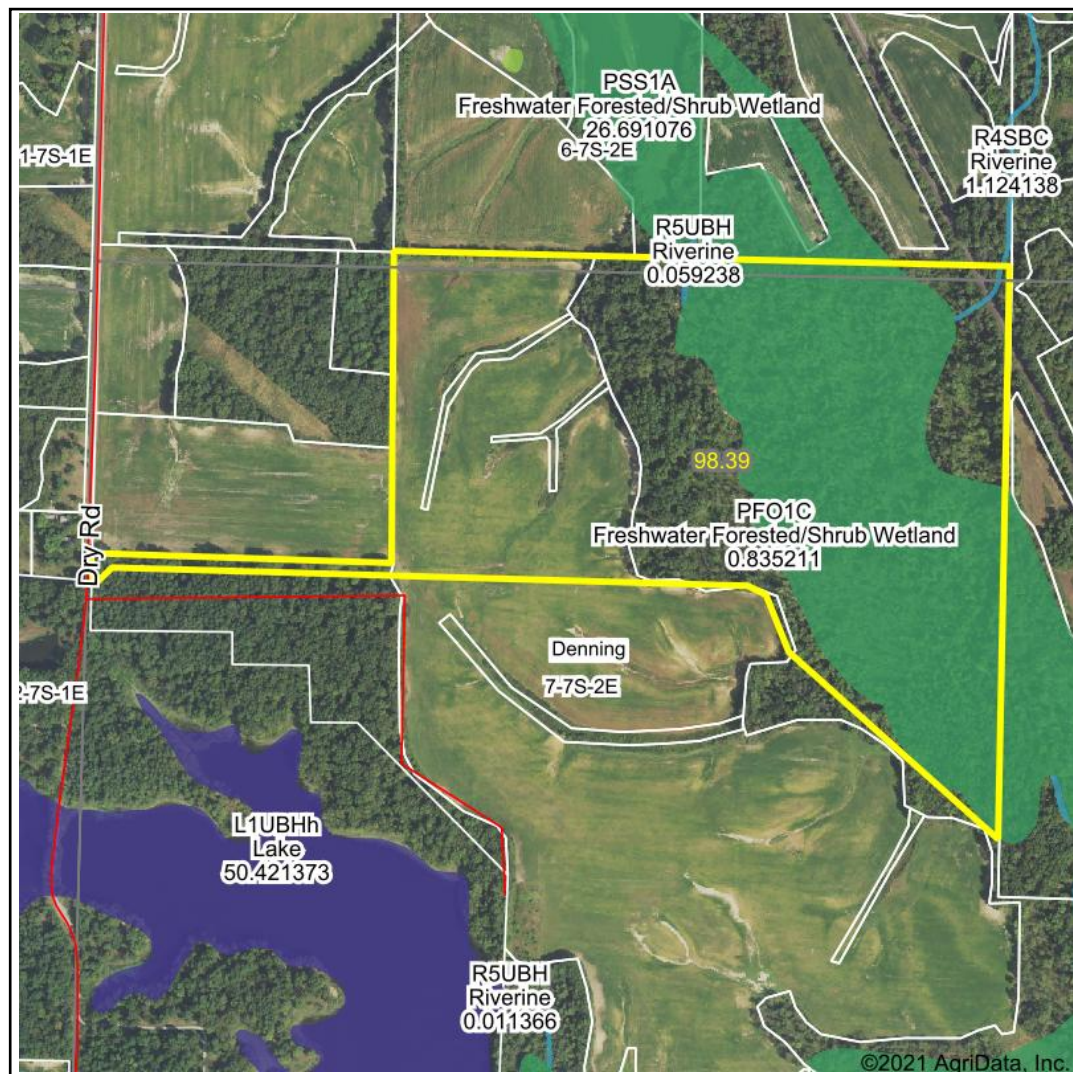 PSS1A
Freshwater Forested/Shrub Wetland
26.691076
6-7S-2E
1-7S-1E
R4SBC
Riverine
1.124138
R5UBH
Riverine
0.059238
98.39
PFO1C
Freshwater Forested/Shrub Wetland
0.835211
Dry Rd
Denning
7-7S-2E
2-7S-1E
L1UBHh
Lake
50.421373
R5UBH
Riverine
0.011366
©2021 AgriData, Inc.